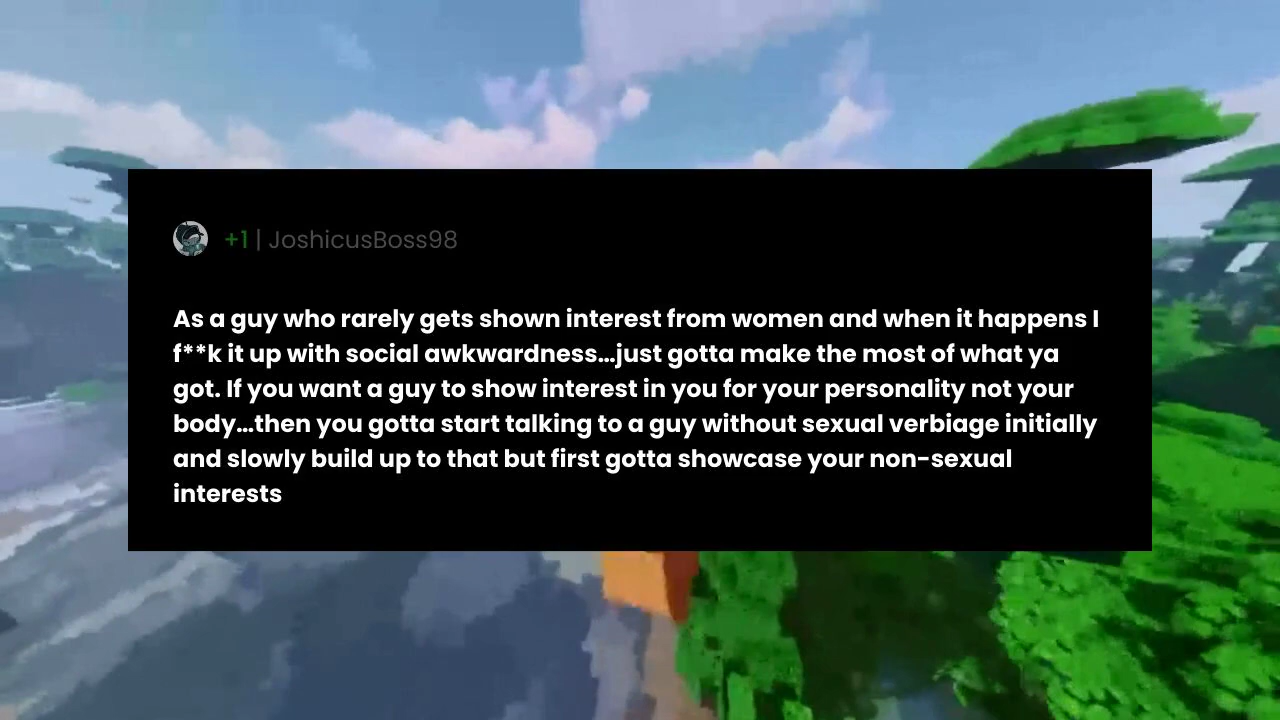 +1 | JoshicusBoss98
As a guy who rarely gets shown interest from women and when it happens I
f**k it up with social awkwardness...just gotta make the most of what ya
got. If you want a guy to show interest in you for your personality not your
body...then you gotta start talking to a guy without sexual verbiage initially
and slowly build up to that but first gotta showcase your non-sexual
interests